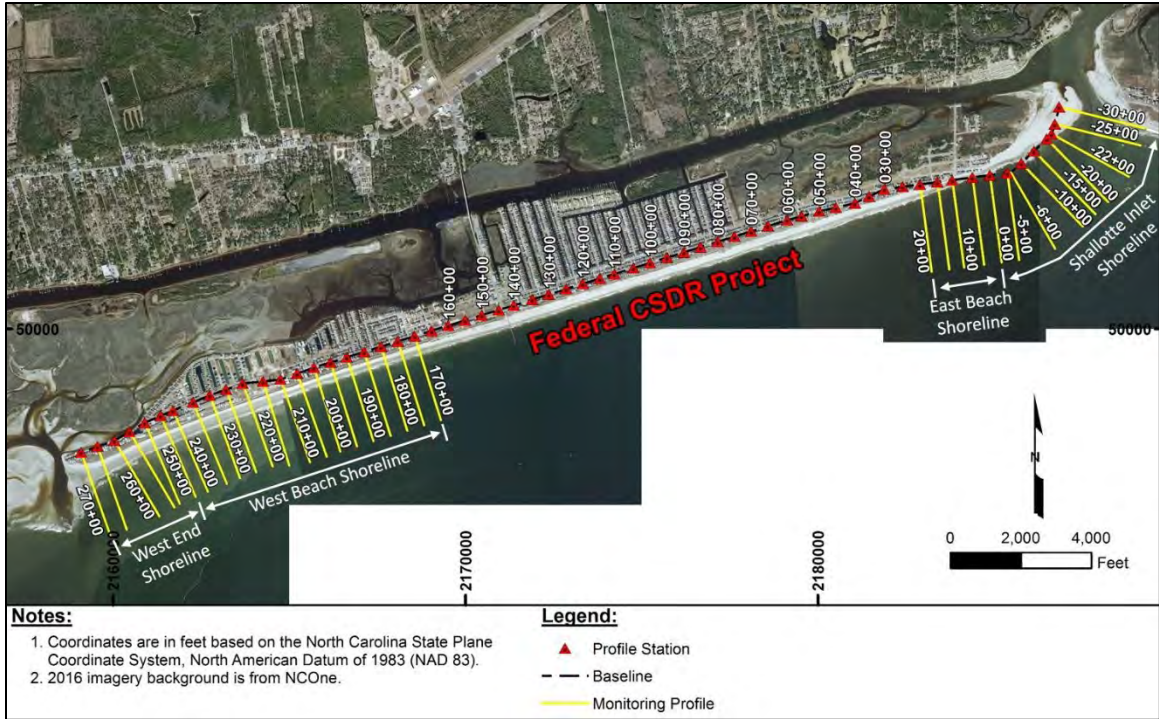 -30+00
-25+00
-22+00
-20+00
-15+00
-10+00
-6+00
-5+00
0+00
10+00
20+00
030+00
040+00
050+00
060+00
070+00
080+00
090+00
100+00
110+00
120+00
130+00
140+00
150+00
160+00
170+00
180+00
190+00
200+00
210+00
220+00
230+00
240+00
250+00
260+00
270+00
Shallotte Inlet
Shoreline
East Beach
Shoreline
Federal CSDR Project
West Beach Shoreline
West End
Shoreline
50000
50000
2160000
2170000
2180000
N
0 2,000 4,000
Feet
Notes:
1. Coordinates are in feet based on the North Carolina State Plane
Coordinate System, North American Datum of 1983 (NAD 83).
2. 2016 imagery background is from NCOne.
Legend:
Profile Station
Baseline
Monitoring Profile